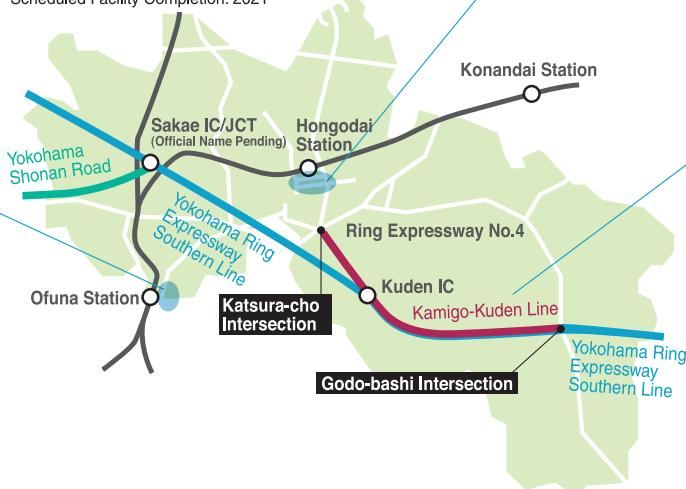 Scheduled Facility Completion: 2021
Konandai Station
Sakae IC/JCT
(Official Name Pending)
Hongodai
Station
Yokohama
Shonan Road
Yokohama Ring
Expressway
Southern Line
Ring Expressway No.4
Ofuna Station
Kuden IC
Katsura-cho
Intersection
Kamigo-Kuden Line
Godo-bashi Intersection
Yokohama Ring
Expressway
Southern Line